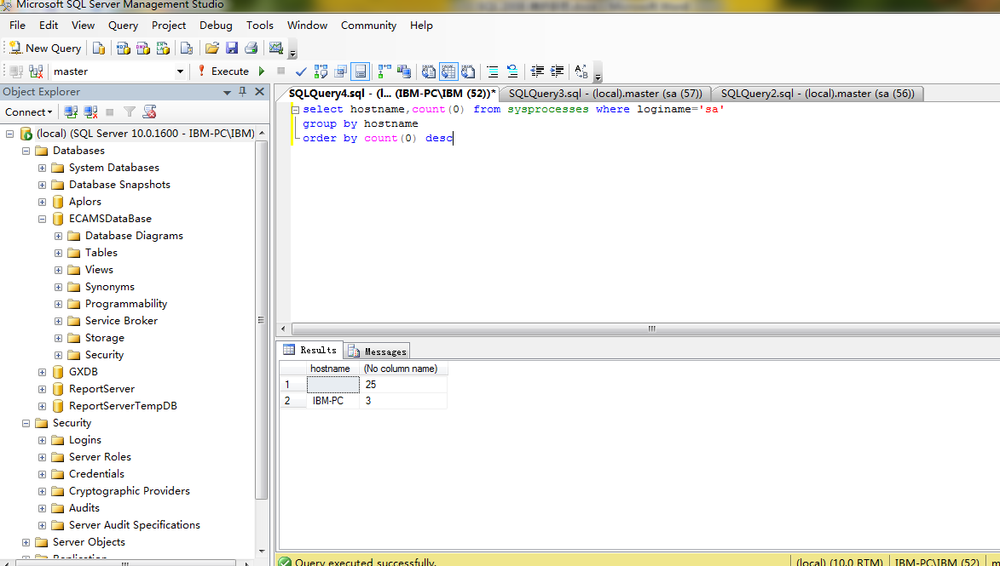 Microsoft SQL Server Management Studio
File Edit View Query Project Debug Tools Window Community Help
New Query
master Execute
Object Explorer
Connect
(local) (SQL Server 10.0.1600 - IBM-PC\IBM)
Databases
System Databases
Database Snapshots
Aplors
ECAMSDataBase
Database Diagrams
Tables
Views
Synonyms
Programmability
Service Broker
Storage
Security
GXDB
ReportServer
ReportServerTempDB
Security
Logins
Server Roles
Credentials
Cryptographic Providers
Audits
Server Audit Specifications
Server Objects
Replication
SQLQuery4.sql - (l... (IBM-PC\IBM (52))* SQLQuery3.sql - (local).master (sa (57)) SQLQuery2.sql - (local).master (sa (56))
select hostname,count(0) from sysprocesses where loginame='sa'
group by hostname
order by count(0) desc
Results Messages
hostname (No column name)
1 25
2 IBM-PC 3
Query executed successfully. (local) (10.0 RTM) IBM-PC\IBM (52) m